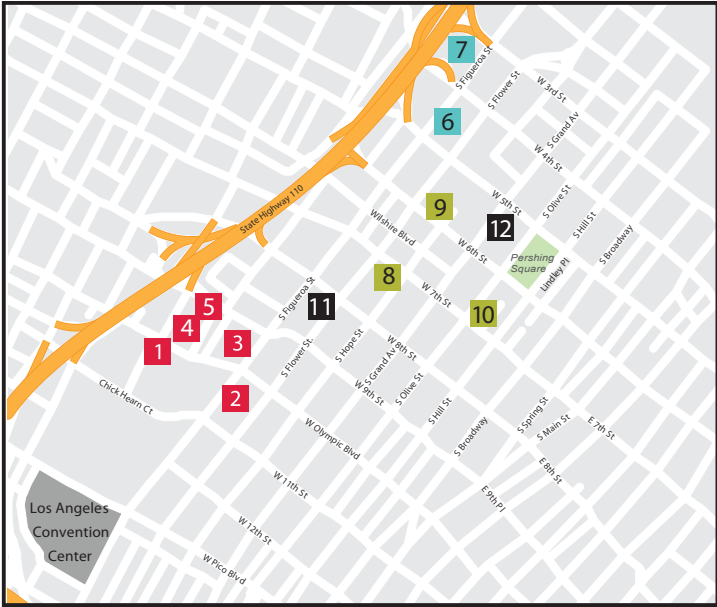 7
S Figueroa St
S Flower St
W 3rd St
6
S Grand Av
W 4th St
State Highway 110
9
W 5th St
S Olive St
Wilshire Blvd
12
S Hill St
W 6th St
S Broadway
Pershing
Square
Lindley Pl
8
S Figueroa St
W 7th St
5
11
10
4
3
1
S Flower St.
S Hope St
W 8th St
S Grand Av
W 9th St
S Olive St
Chick Hearn Ct
2
S Hill St
S Broadway
S Spring St
S Main St
E 7th St
W Olympic Blvd
E 8th St
W 11th St
E 9th Pl
Los Angeles
Convention
Center
W 12th St
W Pico Blvd